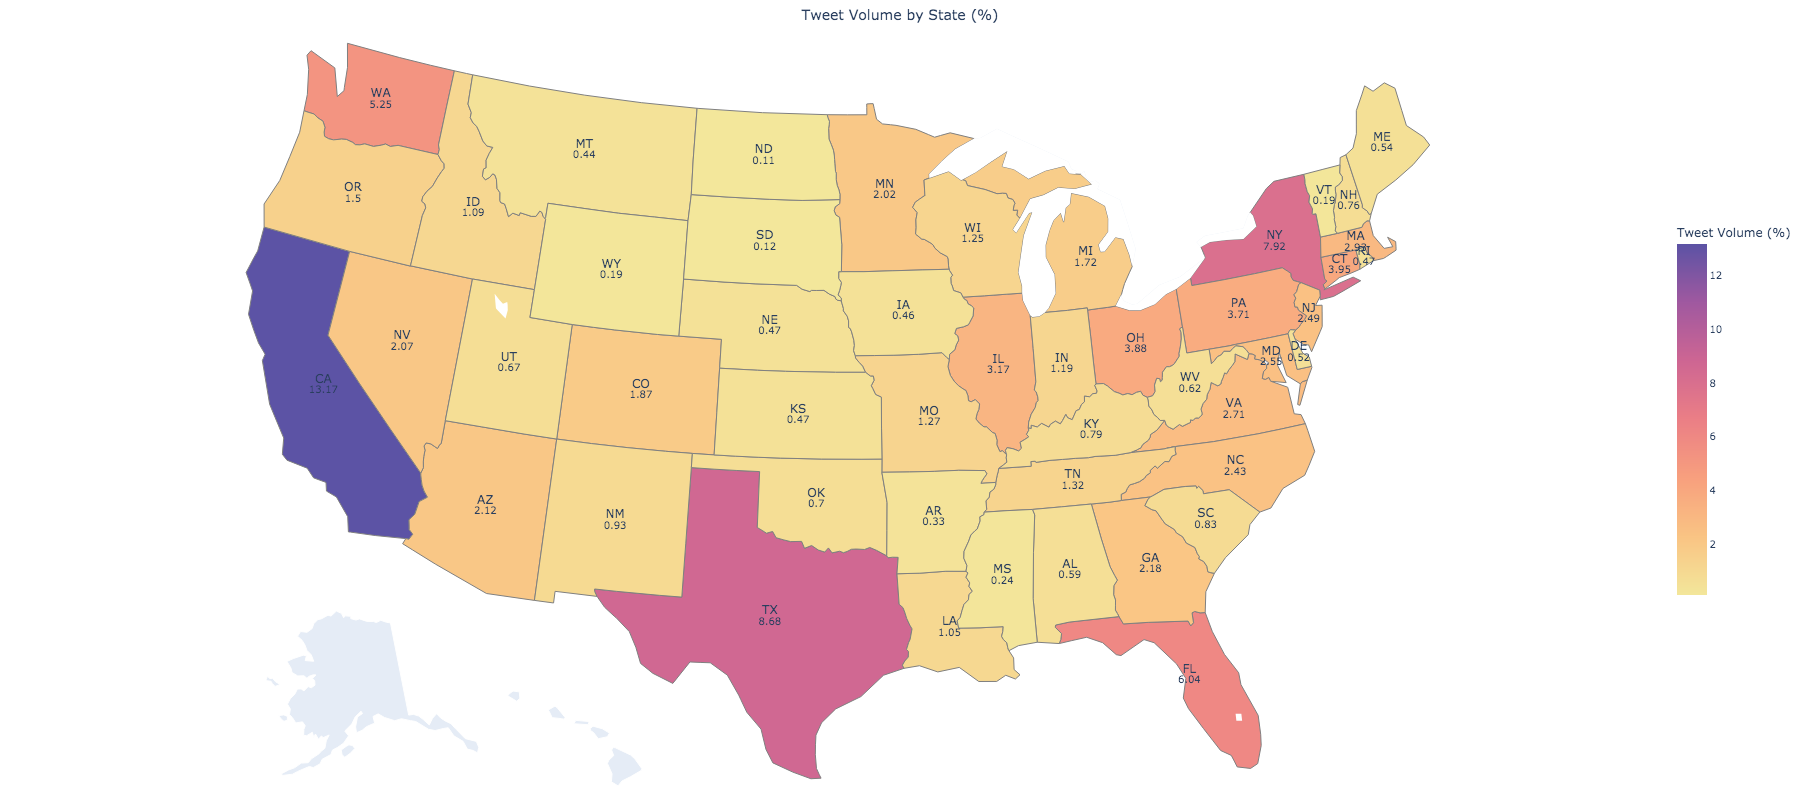 Tweet Volume by State (%)
WA
5.25
MT
0.44
ND
0.11
MN
2.02
ME
0.54
OR
1.5
ID
1.09
SD
0.12
WI
1.25
MI
1.72
VT
0.19
NH
0.76
NY
7.92
MA
2.93
CT
3.95
RI
0.47
WY
0.19
NV
2.07
UT
0.67
CO
1.87
NE
0.47
IA
0.46
IL
3.17
IN
1.19
OH
3.88
PA
3.71
NJ
2.49
MD
2.55
DE
0.52
CA
13.17
KS
0.47
MO
1.27
KY
0.79
WV
0.62
VA
2.71
AZ
2.12
NM
0.93
OK
0.7
AR
0.33
TN
1.32
NC
2.43
SC
0.83
TX
8.68
LA
1.05
MS
0.24
AL
0.59
GA
2.18
FL
6.04
Tweet Volume (%)
12
10
8
6
4
2